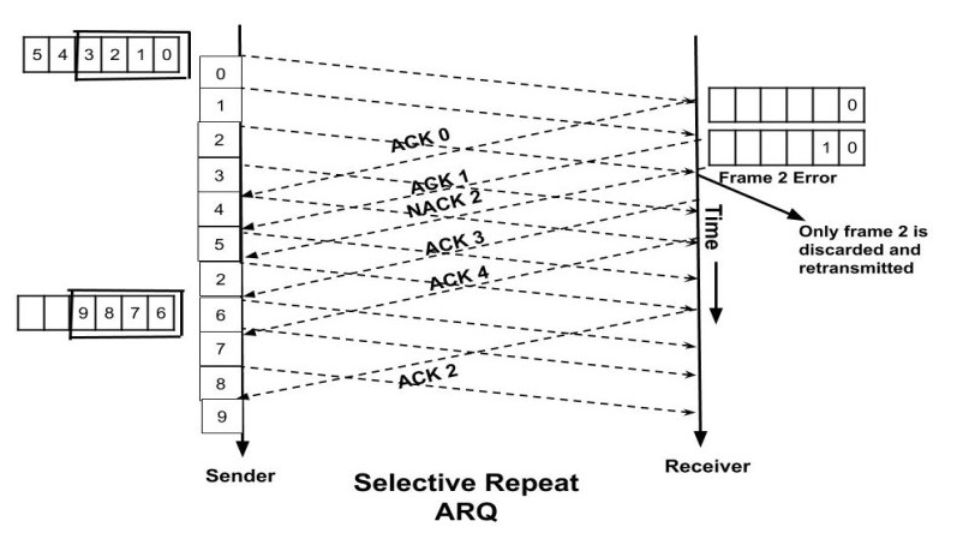 5 4 3 2 1 0
0
1
2
3
4
5
2
6
7
8
9
9 8 7 6
ACK 0
ACK 1
NACK 2
ACK 3
ACK 4
ACK 2
0
1 0
Frame 2 Error
Time
Only frame 2 is
discarded and
retransmitted
Sender
Receiver
Selective Repeat
ARQ